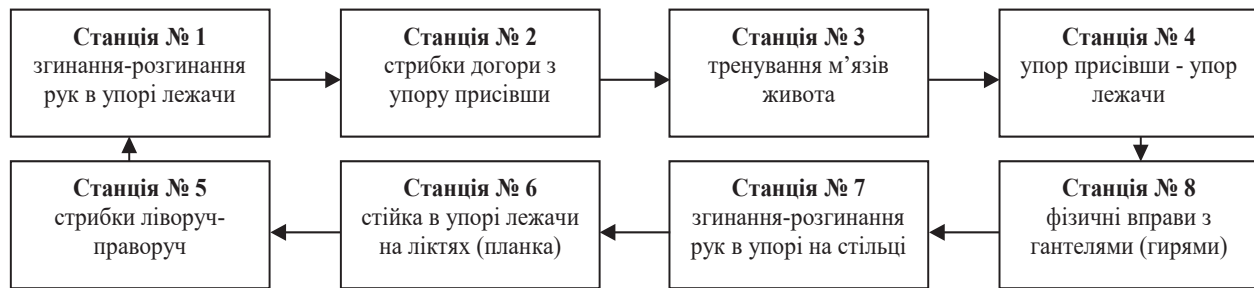 Станція № 1
згинання-розгинання
рук в упорі лежачи
Станція № 2
стрибки догори з
упору присівши
Станція № 3
тренування м’язів
живота
Станція № 4
упор присівши - упор
лежачи
Станція № 5
стрибки ліворуч-
праворуч
Станція № 6
стійка в упорі лежачи
на ліктях (планка)
Станція № 7
згинання-розгинання
рук в упорі на стільці
Станція № 8
фізичні вправи з
гантелями (гирями)